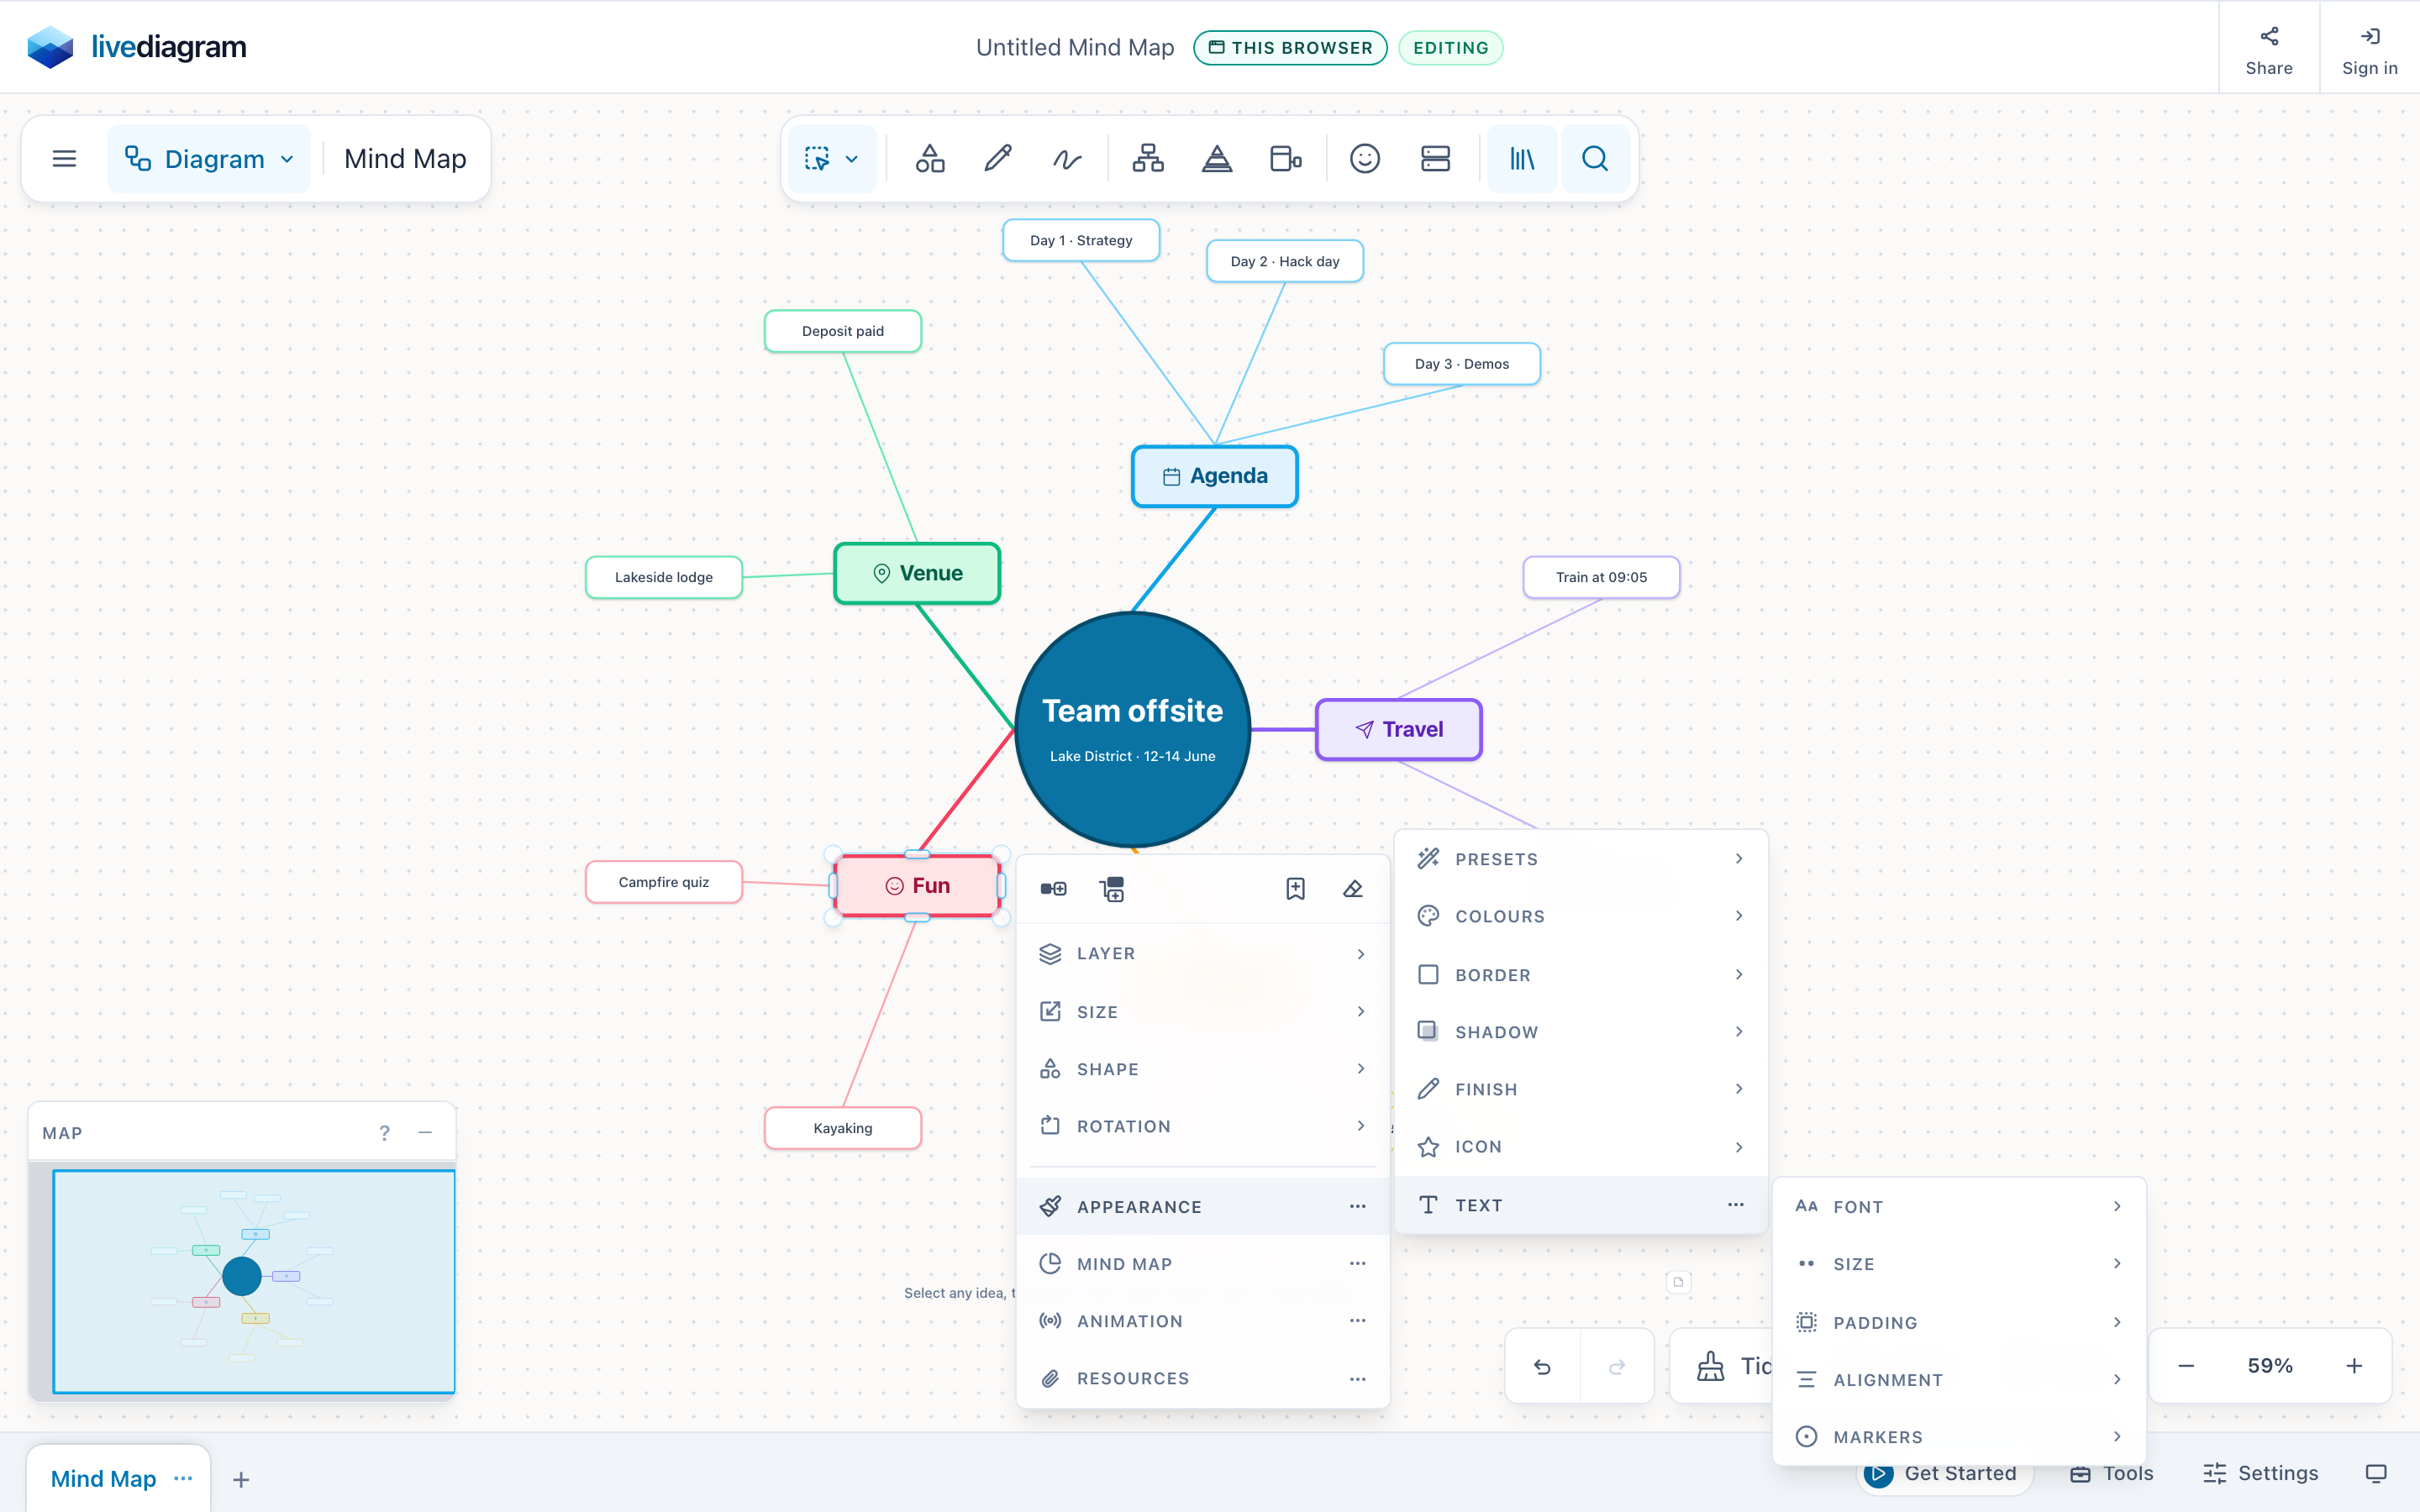 livediagram
Untitled Mind Map
THIS BROWSER
EDITING
Share
Sign in
Diagram
Mind Map
Day 1 · Strategy
Day 2 · Hack day
Deposit paid
Day 3 · Demos
Agenda
Venue
Lakeside lodge
Train at 09:05
Team offsite
Lake District · 12-14 June
Travel
Campfire quiz
Fun
Kayaking
LAYER
SIZE
SHAPE
ROTATION
APPEARANCE
MIND MAP
ANIMATION
RESOURCES
PRESETS
COLOURS
BORDER
SHADOW
FINISH
ICON
TEXT
FONT
SIZE
PADDING
ALIGNMENT
MARKERS
MAP
?
Select any idea,
59%
Mind Map
Get Started
Tools
Settings